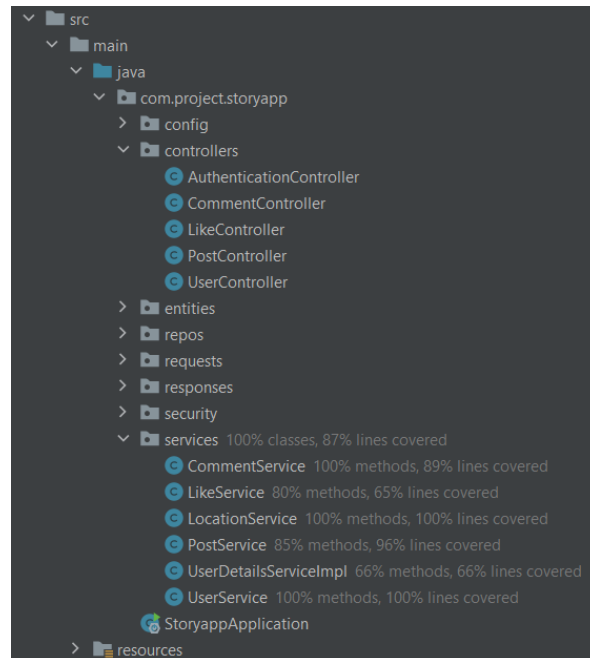 src
main
java
com.project.storyapp
config
controllers
AuthenticationController
CommentController
LikeController
PostController
UserController
entities
repos
requests
responses
security
services 100% classes, 87% lines covered
CommentService 100% methods, 89% lines covered
LikeService 80% methods, 65% lines covered
LocationService 100% methods, 100% lines covered
PostService 85% methods, 96% lines covered
UserDetailsServiceImpl 66% methods, 66% lines covered
UserService 100% methods, 100% lines covered
StoryappApplication
resources